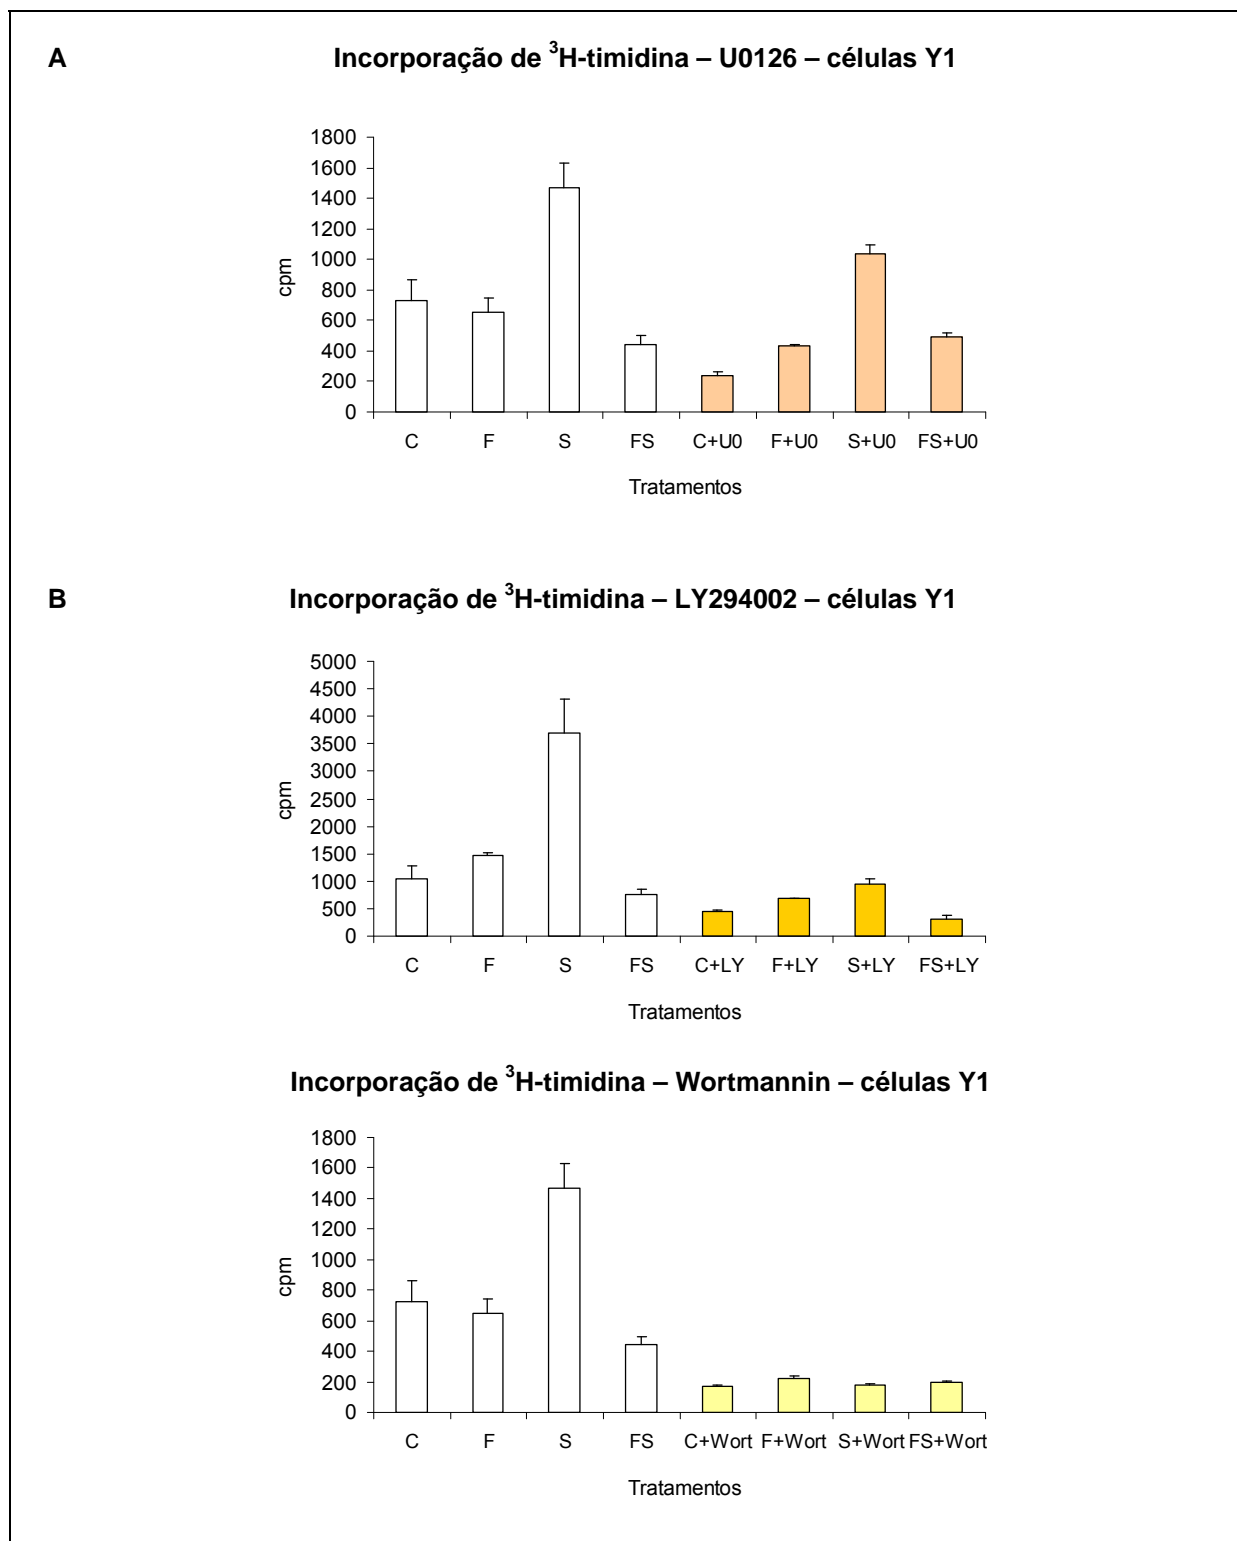 A
Incorporação de ³H-timidina – U0126 – células Y1
1800
1600
1400
1200
1000
800
600
400
200
0
cpm
C F S FS C+U0 F+U0 S+U0 FS+U0
Tratamentos
B
Incorporação de ³H-timidina – LY294002 – células Y1
5000
4500
4000
3500
3000
2500
2000
1500
1000
500
0
cpm
C F S FS C+LY F+LY S+LY FS+LY
Tratamentos
Incorporação de ³H-timidina – Wortmannin – células Y1
1800
1600
1400
1200
1000
800
600
400
200
0
cpm
C F S FS C+Wort F+Wort S+Wort FS+Wort
Tratamentos